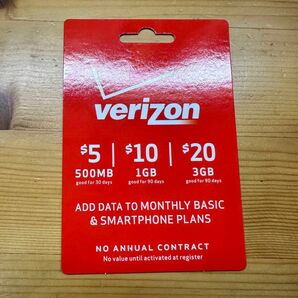 verizon
$5 | $10 | $20
500MB 1GB 3GB
good for 30 days good for 90 days good for 90 days
ADD DATA TO MONTHLY BASIC
& SMARTPHONE PLANS
NO ANNUAL CONTRACT
No value until activated at register